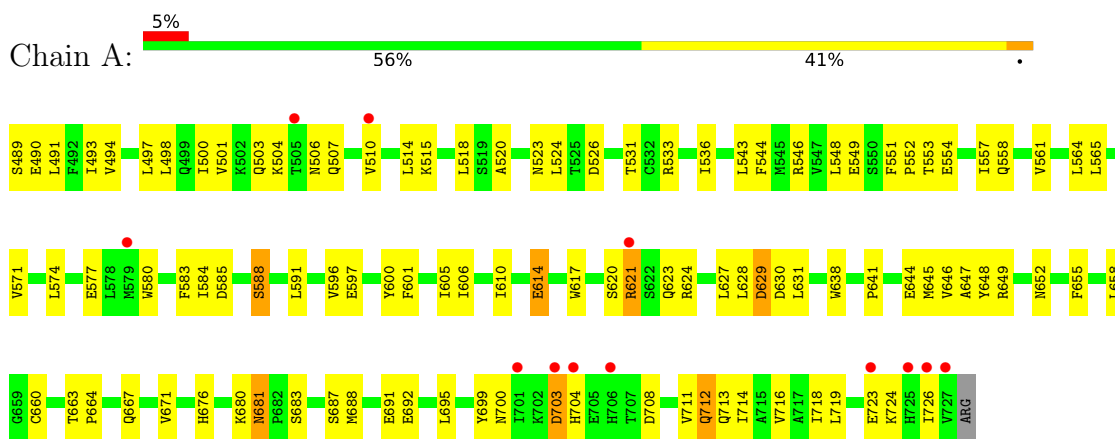 5%
Chain A:
56% 41% •
S489 E490 L491 F492 I493 V494 L497 L498 Q499 I500 V501 K502 Q503 K504 T505 N506 Q507 V510 L514 K515 L518 S519 A520 N523 L524 T525 D526 T531 C532 R533 I536 L543 F544 M545 R546 V547 L548 E549 S550 F551 P552 T553 E554 I557 Q558 V561 L564 L565
V571 L574 E577 L578 M579 W580 F583 I584 D585 S588 L591 V596 E597 Y600 F601 I605 I606 I610 E614 W617 S620 R621 S622 Q623 R624 L627 L628 D629 D630 L631 W638 P641 E644 M645 V646 A647 Y648 R649 N652 F655 L658
G659 C660 T663 P664 Q667 V671 H676 K680 N681 P682 S683 S687 M688 E691 E692 L695 Y699 N700 I701 K702 D703 H704 E705 H706 T707 D708 V711 Q712 Q713 I714 A715 V716 A717 I718 L719 E723 K724 H725 I726 V727 ARG